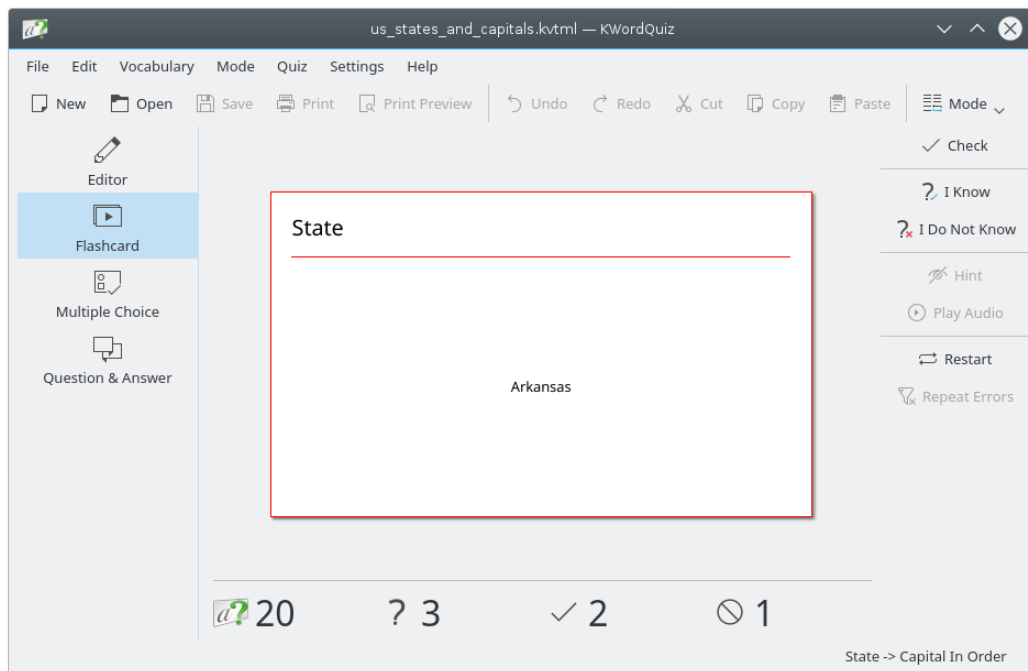 us_states_and_capitals.kvtml — KWordQuiz
File Edit Vocabulary Mode Quiz Settings Help
New Open Save Print Print Preview Undo Redo Cut Copy Paste Mode
Editor
Flashcard
Multiple Choice
Question & Answer
State
Arkansas
Check
I Know
I Do Not Know
Hint
Play Audio
Restart
Repeat Errors
a? 20 ? 3 2 1
State -> Capital In Order